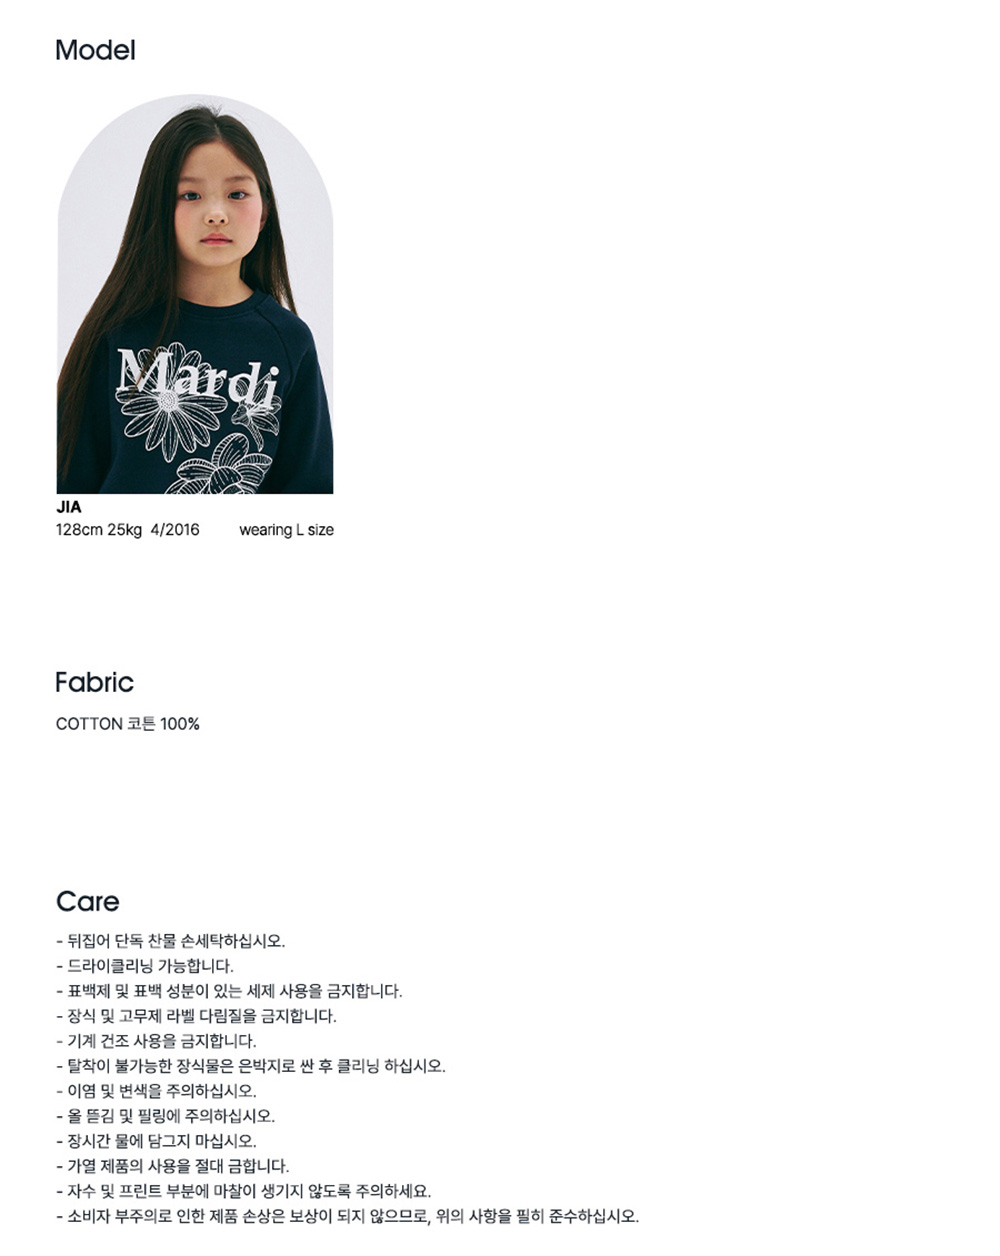 Model
Mardi
JIA
128cm 25kg 4/2016 wearing L size
Fabric
COTTON 코튼 100%
Care
- 뒤집어 단독 찬물 손세탁하십시오.
- 드라이클리닝 가능합니다.
- 표백제 및 표백 성분이 있는 세제 사용을 금지합니다.
- 장식 및 고무제 라벨 다림질을 금지합니다.
- 기계 건조 사용을 금지합니다.
- 탈착이 불가능한 장식물은 은박지로 싼 후 클리닝 하십시오.
- 이염 및 변색을 주의하십시오.
- 올 뜯김 및 필링에 주의하십시오.
- 장시간 물에 담그지 마십시오.
- 가열 제품의 사용을 절대 금합니다.
- 자수 및 프린트 부분에 마찰이 생기지 않도록 주의하세요.
- 소비자 부주의로 인한 제품 손상은 보상이 되지 않으므로, 위의 사항을 필히 준수하십시오.